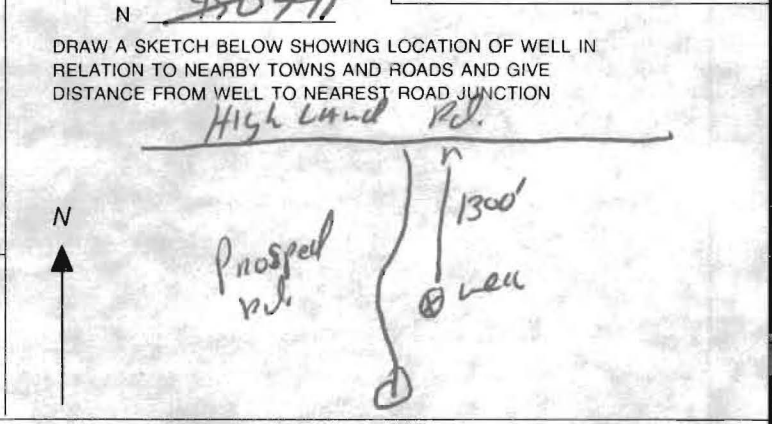 N
DRAW A SKETCH BELOW SHOWING LOCATION OF WELL IN
RELATION TO NEARBY TOWNS AND ROADS AND GIVE
DISTANCE FROM WELL TO NEAREST ROAD JUNCTION
High Land Rd.
N
1300'
Prospect
rd.
well